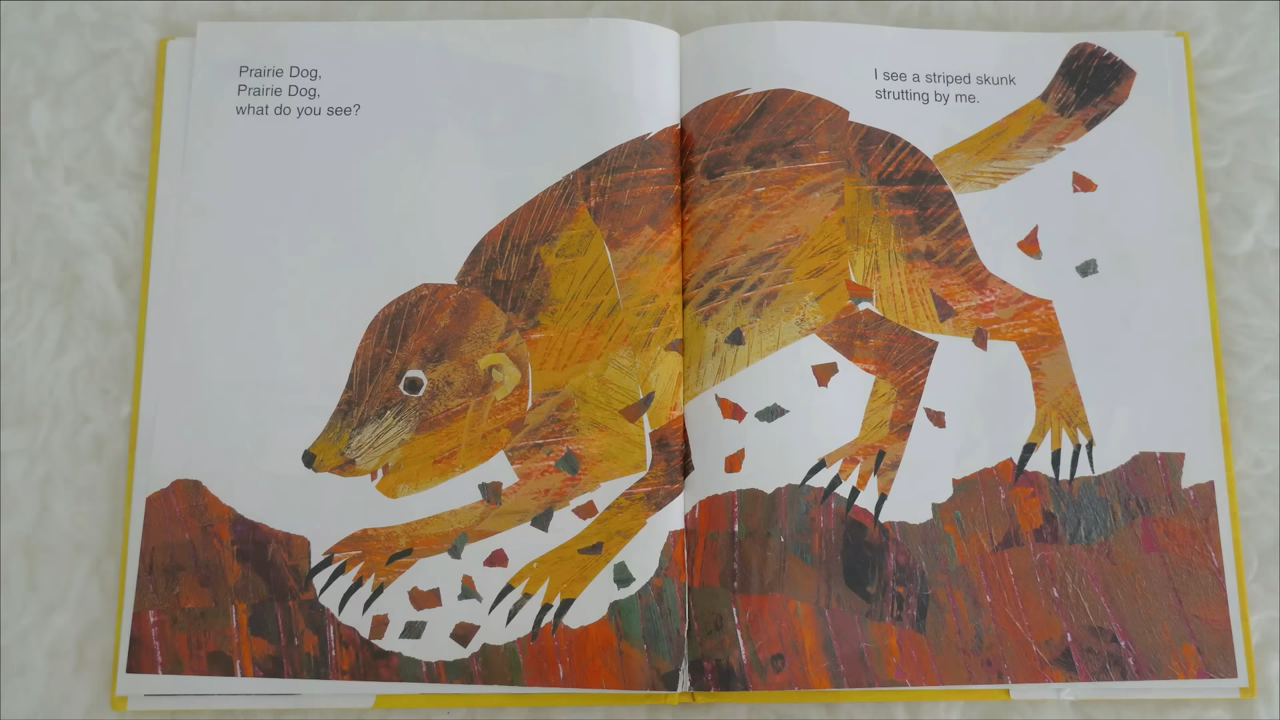 Prairie Dog,
Prairie Dog,
what do you see?
I see a striped skunk
strutting by me.